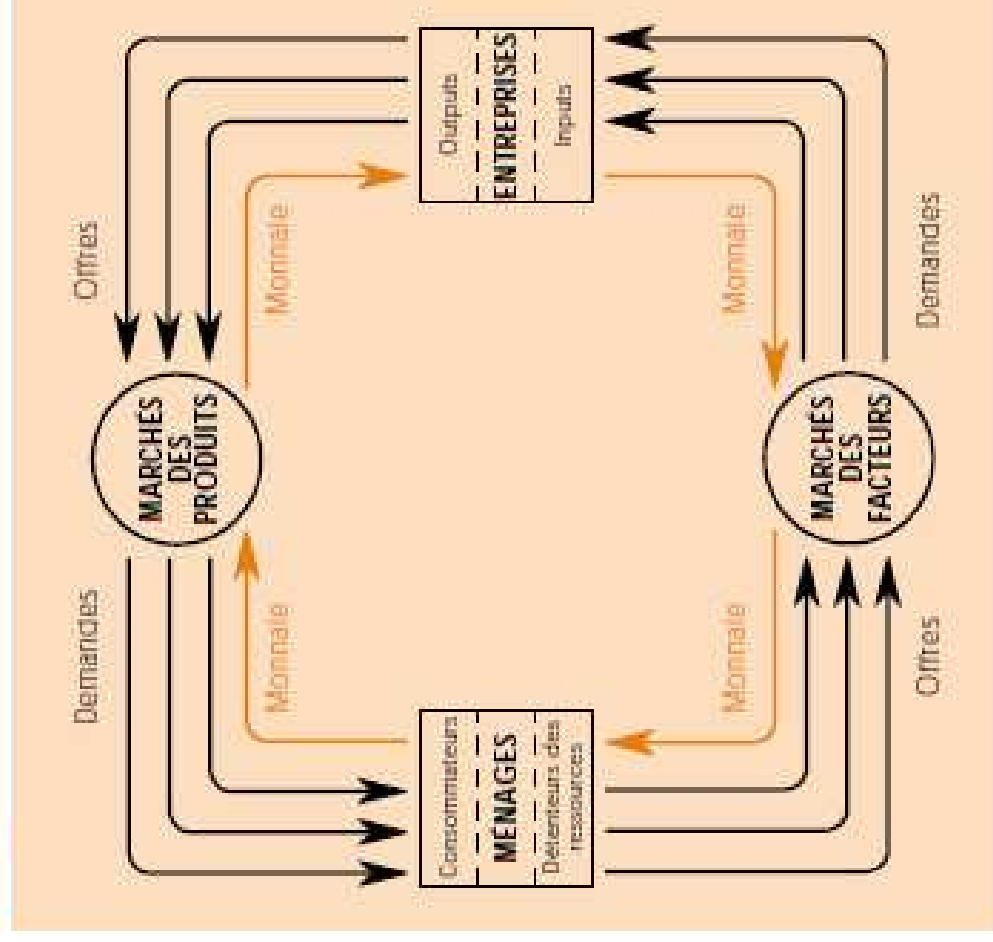 Demandes
Offres
MARCHÉS
DES
PRODUITS
Monnaie
Monnaie
Consommateurs
MÉNAGES
Détenteurs des
ressources
Outputs
ENTREPRISES
Inputs
Monnaie
Monnaie
MARCHÉS
DES
FACTEURS
Offres
Demandes